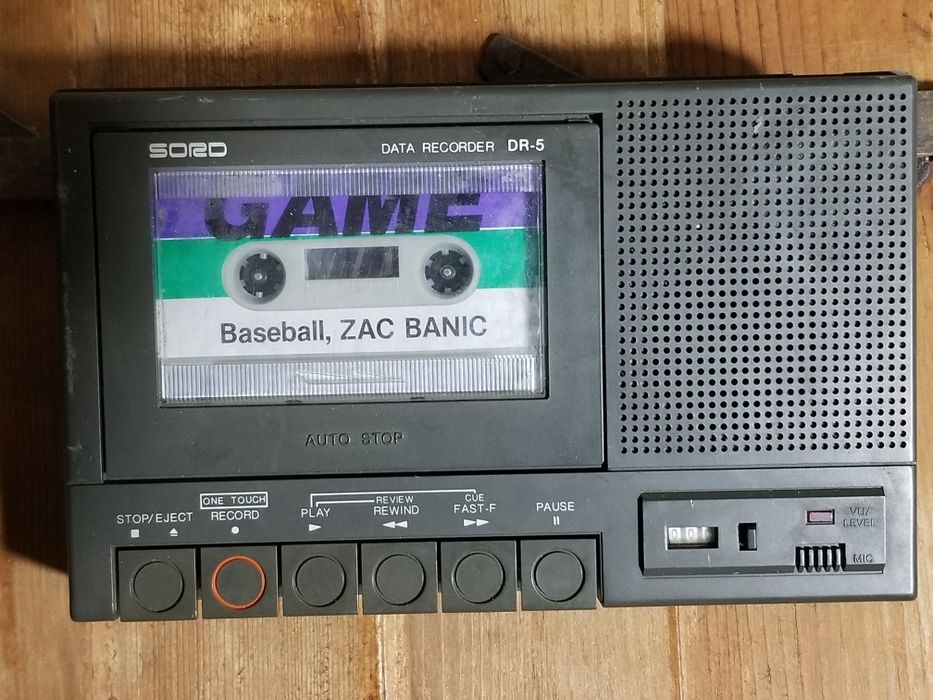 SORD
DATA RECORDER DR-5
GAME
Baseball, ZAC BANIC
AUTO STOP
STOP/EJECT
ONE TOUCH
RECORD
PLAY
REVIEW
REWIND
CUE
FAST-F
PAUSE
000
VU/
LEVEL
MIC